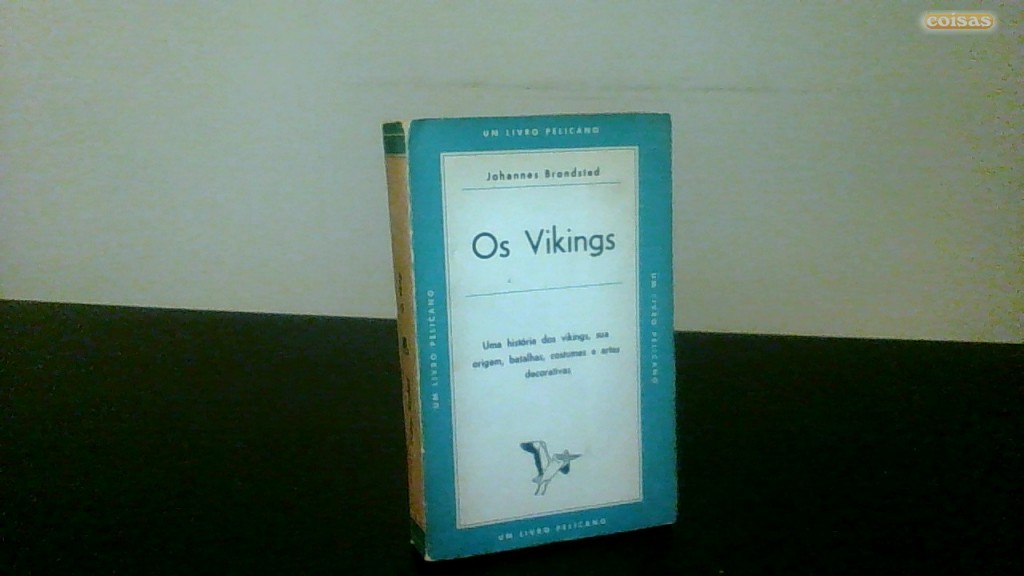 coisas
UM LIVRO PELICANO
Johannes Brondsted
Os Vikings
Uma história dos vikings, sua
origem, batalhas, costumes e artes
decorativas
UM LIVRO PELICANO
UM LIVRO PELICANO
UM LIVRO PELICANO